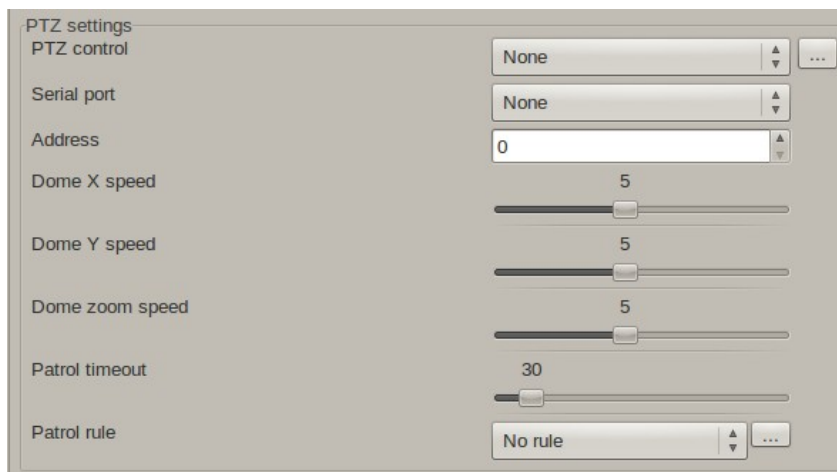 PTZ settings
PTZ control
None
...
Serial port
None
Address
0
Dome X speed
5
Dome Y speed
5
Dome zoom speed
5
Patrol timeout
30
Patrol rule
No rule
...